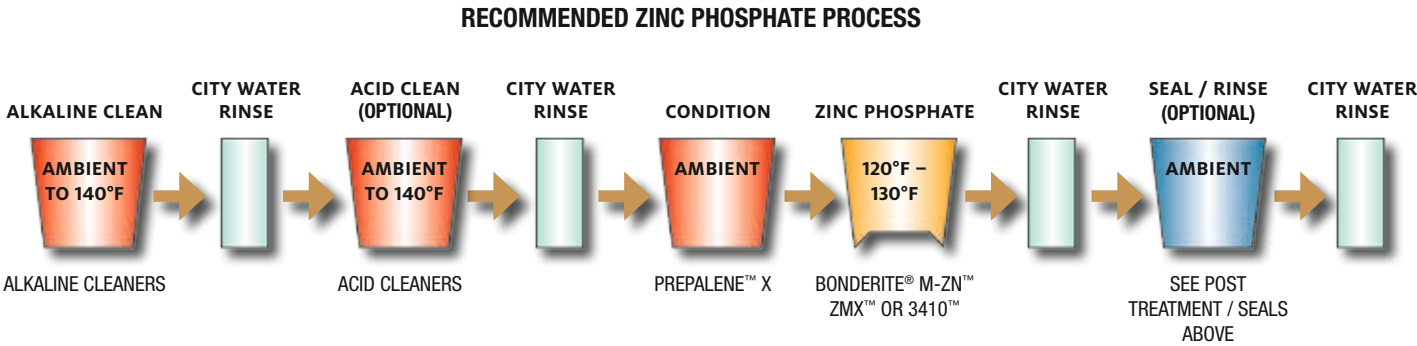 RECOMMENDED ZINC PHOSPHATE PROCESS
ALKALINE CLEAN
CITY WATER
RINSE
ACID CLEAN
(OPTIONAL)
CITY WATER
RINSE
CONDITION
ZINC PHOSPHATE
CITY WATER
RINSE
SEAL / RINSE
(OPTIONAL)
CITY WATER
RINSE
AMBIENT
TO 140°F
AMBIENT
TO 140°F
AMBIENT
120°F –
130°F
AMBIENT
ALKALINE CLEANERS
ACID CLEANERS
PREPALENE™ X
BONDERITE® M-ZN™
ZMX™ OR 3410™
SEE POST
TREATMENT / SEALS
ABOVE